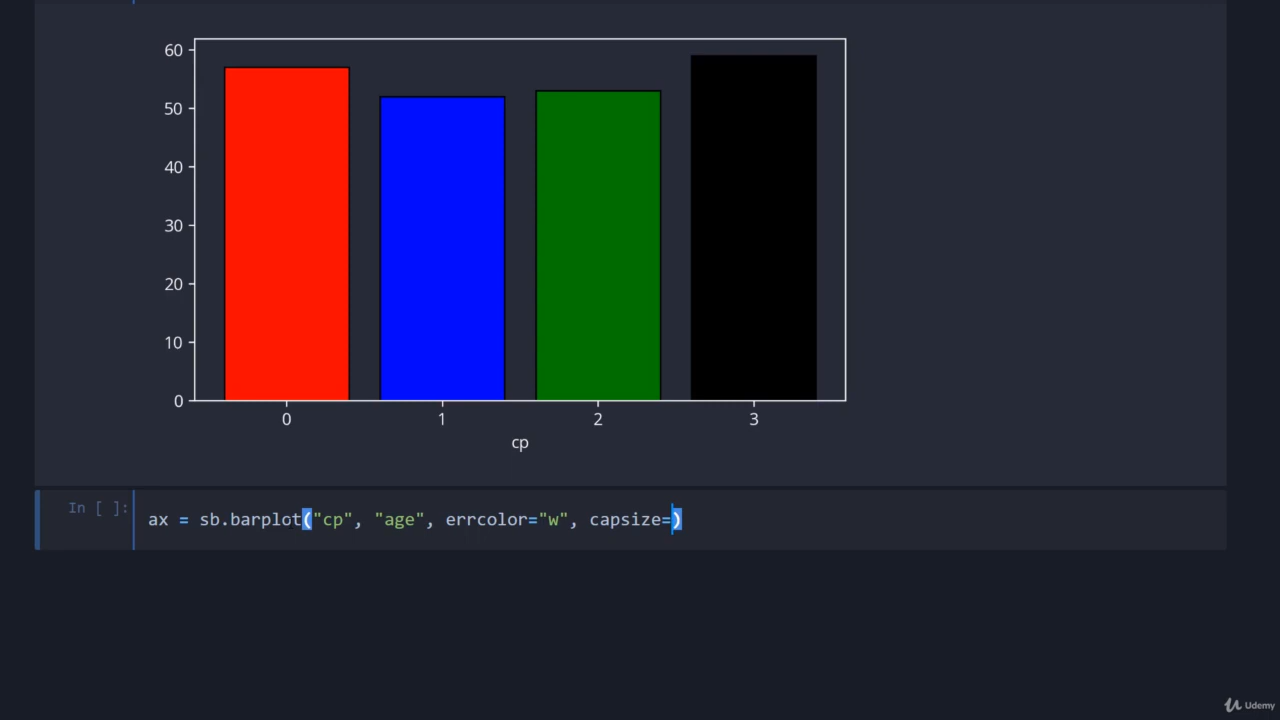 60
50
40
30
20
10
0
0 1 2 3
cp
In [ ]:
ax = sb.barplot("cp", "age", errcolor="w", capsize=)
Udemy